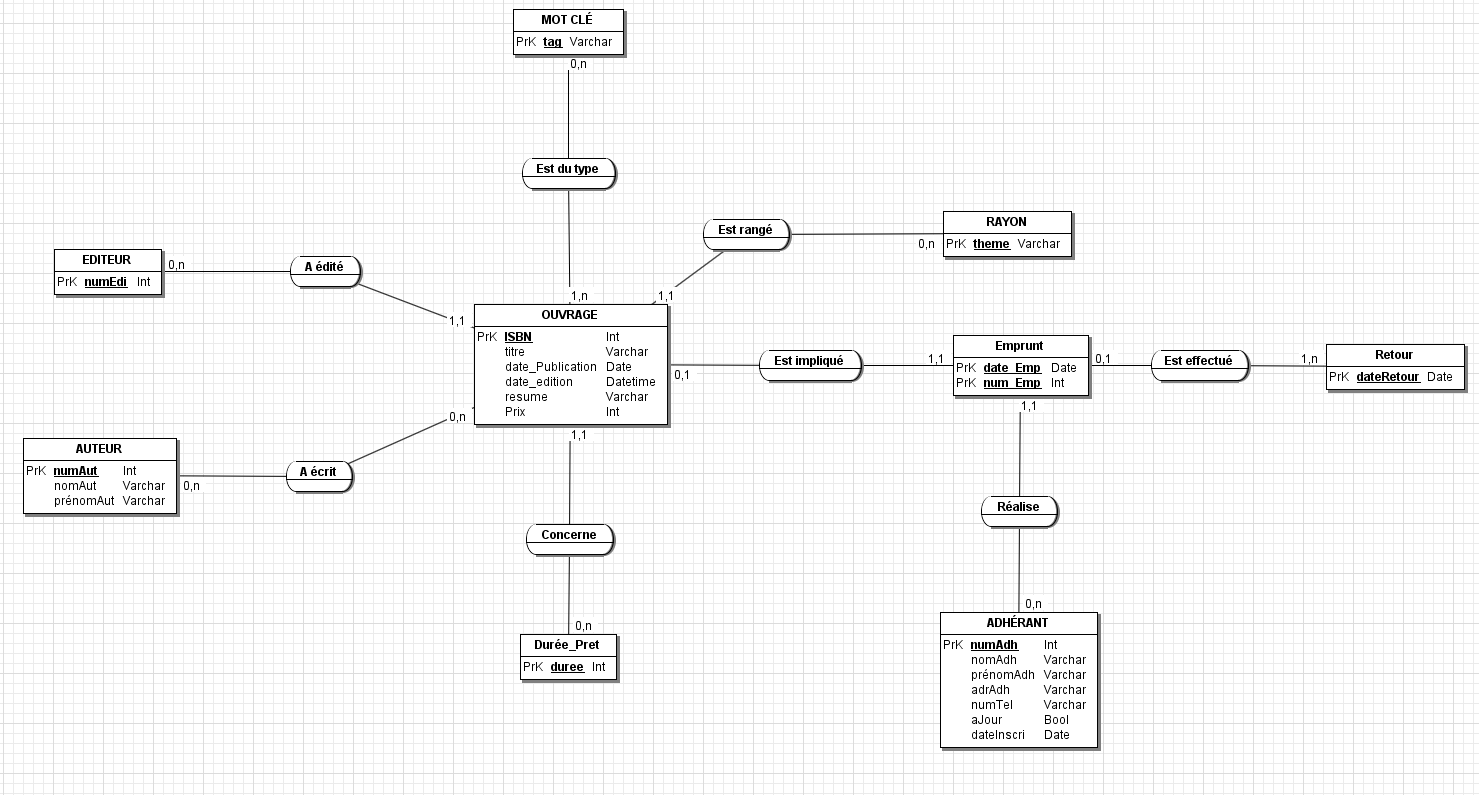 MOT CLÉ
PrK tag Varchar
0,n
Est du type
1,n
Est rangé
0,n
1,1
RAYON
PrK theme Varchar
EDITEUR
PrK numEdi Int
0,n
A édité
1,1
OUVRAGE
PrK ISBN Int
titre Varchar
date_Publication Date
date_edition Datetime
resume Varchar
Prix Int
0,1
Est impliqué
1,1
Emprunt
PrK date_Emp Date
PrK num_Emp Int
0,1
Est effectué
1,n
Retour
PrK dateRetour Date
AUTEUR
PrK numAut Int
nomAut Varchar
prénomAut Varchar
0,n
A écrit
0,n
1,1
Concerne
0,n
Durée_Pret
PrK duree Int
1,1
Réalise
0,n
ADHÉRANT
PrK numAdh Int
nomAdh Varchar
prénomAdh Varchar
adrAdh Varchar
numTel Varchar
aJour Bool
dateInscri Date